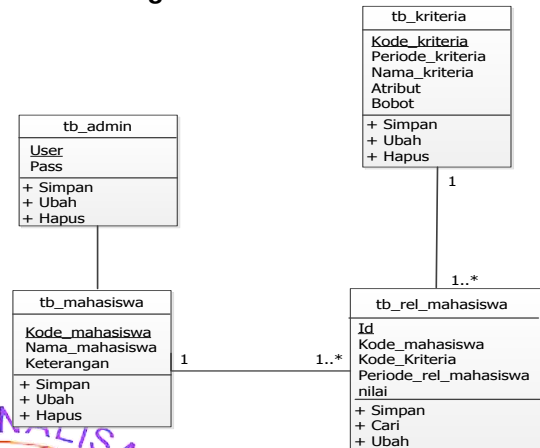 tb_kriteria
Kode_kriteria
Periode_kriteria
Nama_kriteria
Atribut
Bobot
+ Simpan
+ Ubah
+ Hapus
tb_admin
User
Pass
+ Simpan
+ Ubah
+ Hapus
1
1..*
tb_mahasiswa
Kode_mahasiswa
Nama_mahasiswa
Keterangan
+ Simpan
+ Ubah
+ Hapus
1
1..*
tb_rel_mahasiswa
Id
Kode_mahasiswa
Kode_Kriteria
Periode_rel_mahasiswa
nilai
+ Simpan
+ Cari
+ Ubah